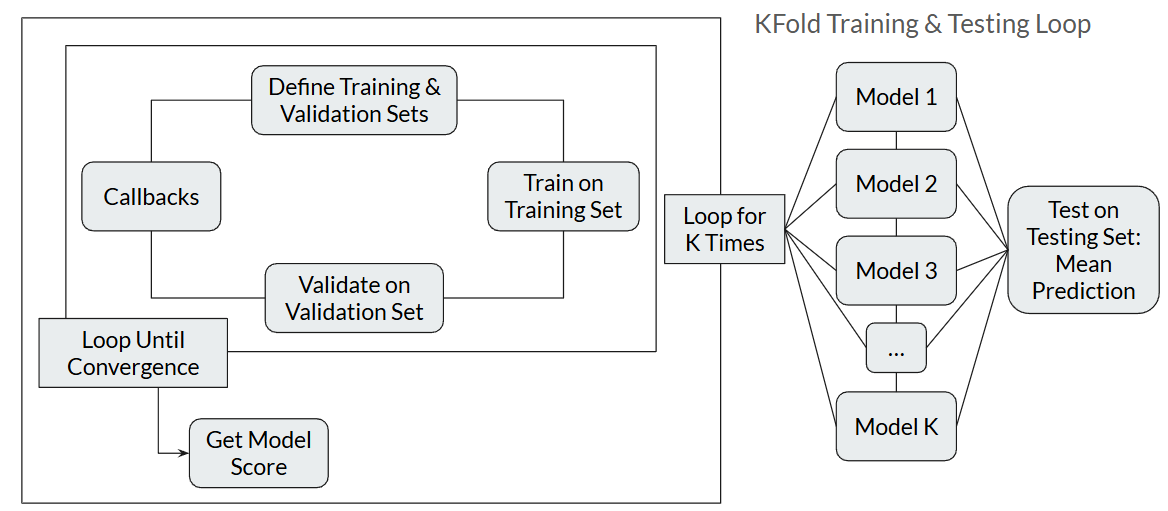 KFold Training & Testing Loop
Define Training &
Validation Sets
Callbacks
Train on
Training Set
Validate on
Validation Set
Loop Until
Convergence
Get Model
Score
Loop for
K Times
Model 1
Model 2
Model 3
...
Model K
Test on
Testing Set:
Mean
Prediction